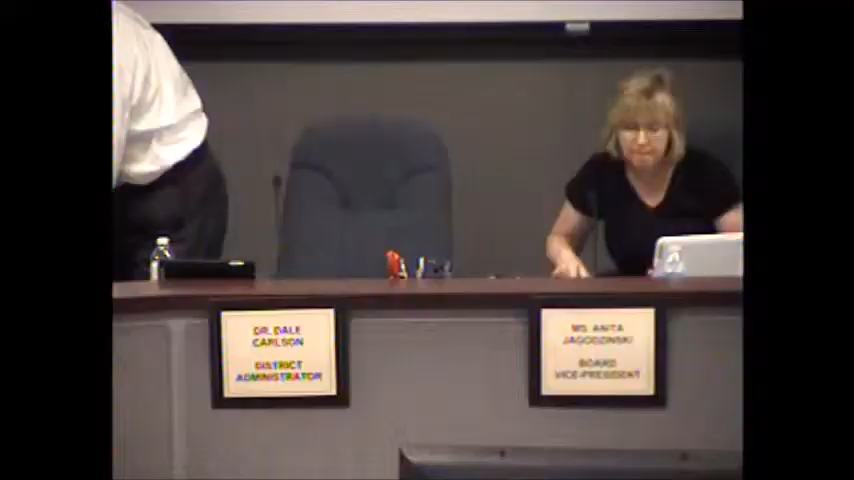 DR. DALE
CARLSON
DISTRICT
ADMINISTRATOR
MS. ANITA
JAGODZINSKI
BOARD
VICE-PRESIDENT